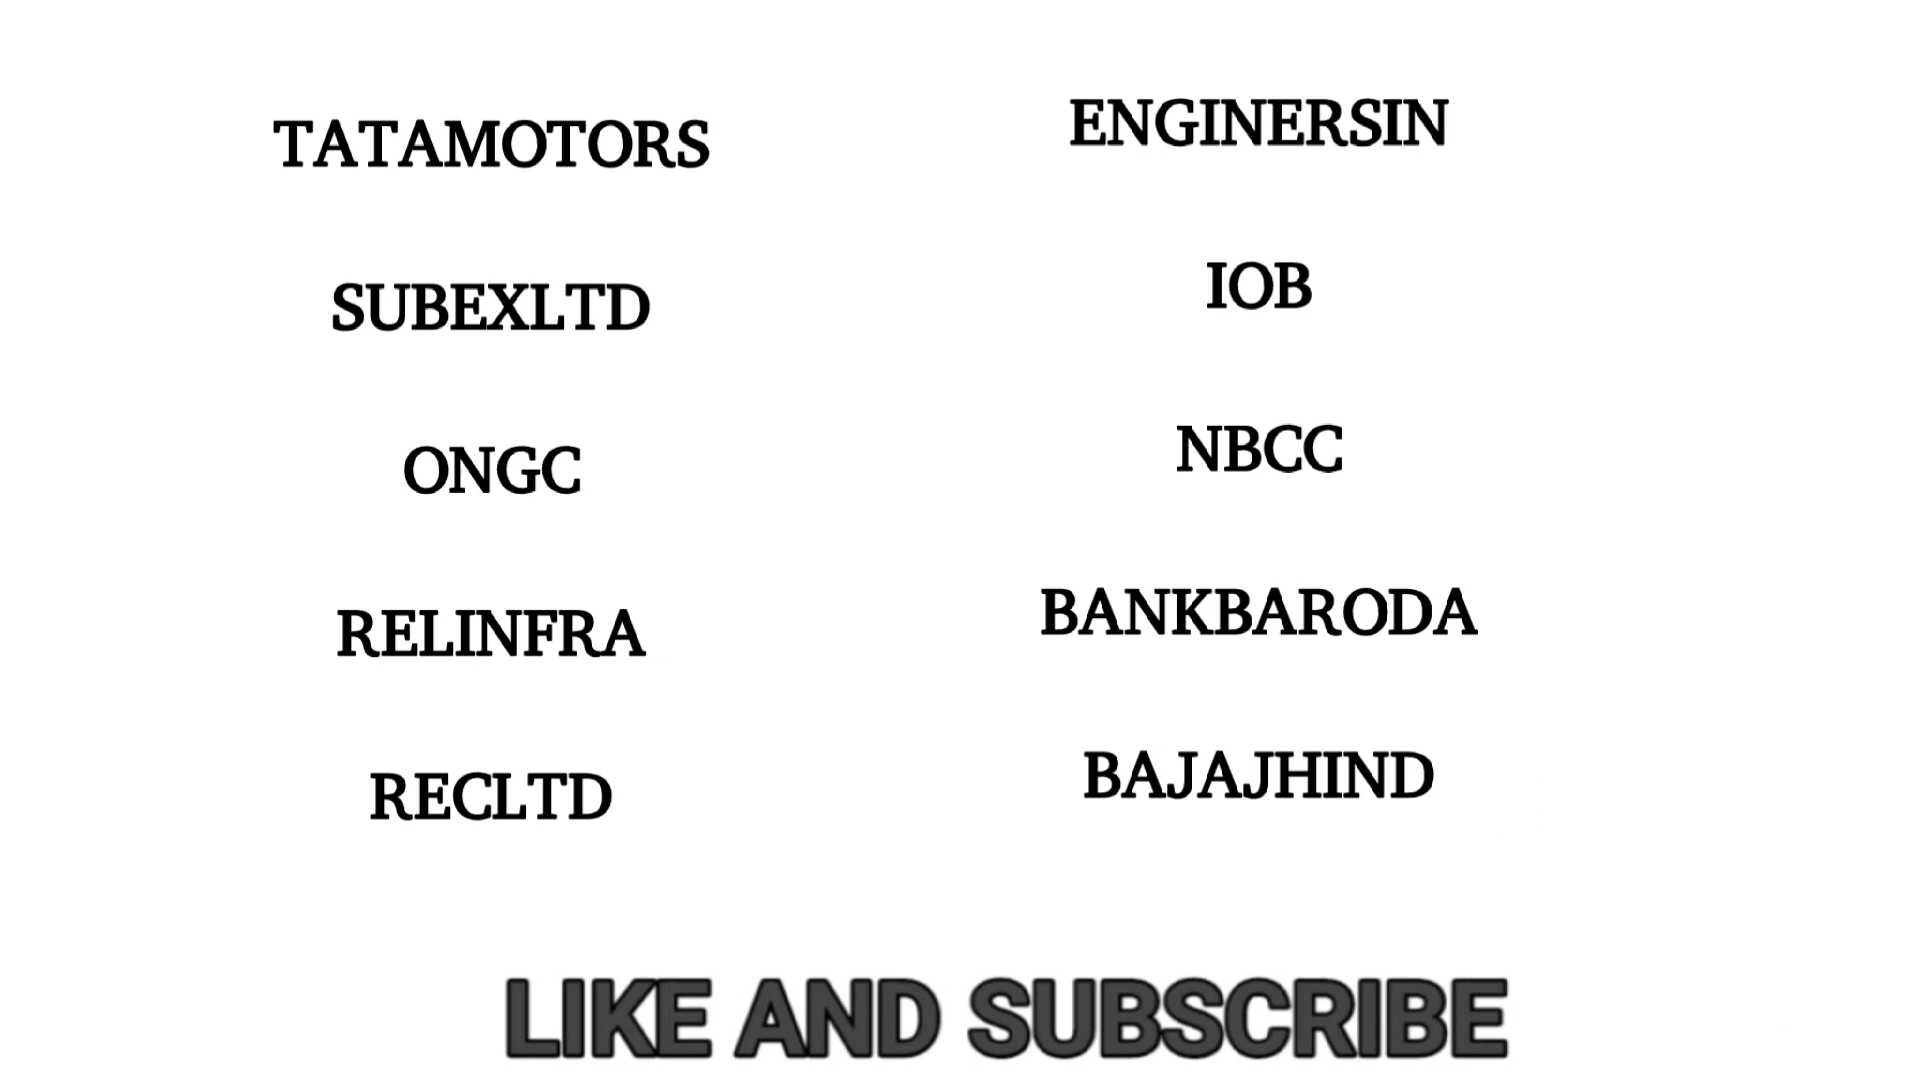 TATAMOTORS
SUBEXLTD
ONGC
RELINFRA
RECLTD
ENGINERSIN
IOB
NBCC
BANKBARODA
BAJAJHIND
LIKE AND SUBSCRIBE